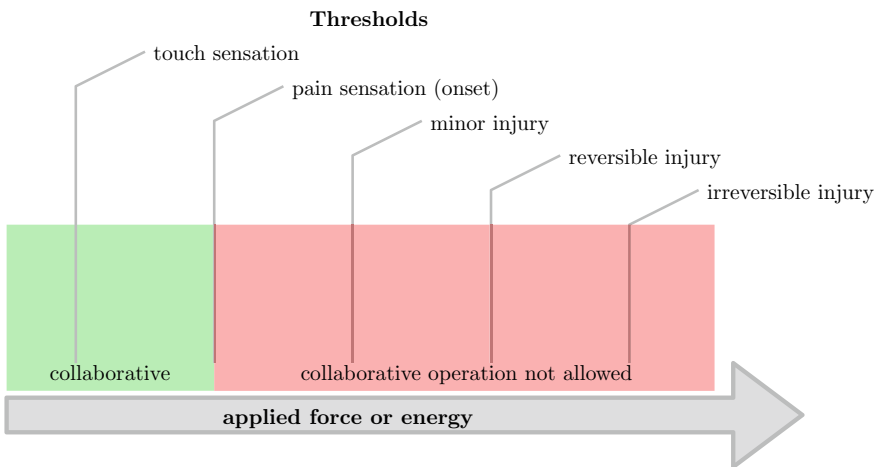 Thresholds
touch sensation
pain sensation (onset)
minor injury
reversible injury
irreversible injury
collaborative
collaborative operation not allowed
applied force or energy